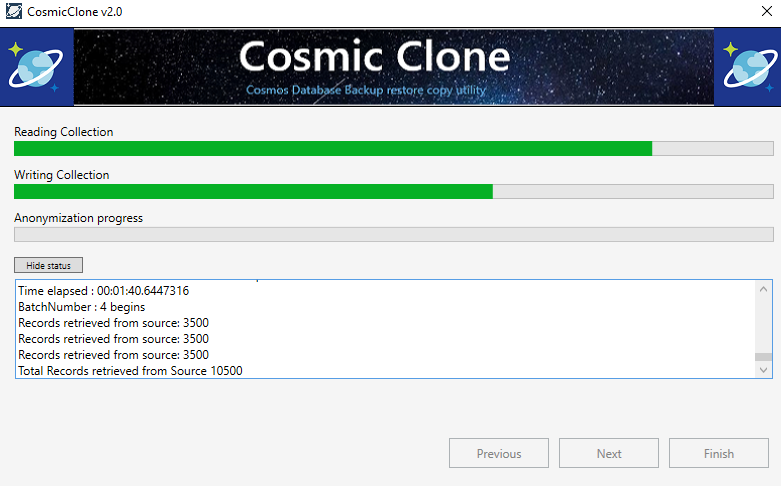 CosmicClone v2.0
Cosmic Clone
Cosmos Database Backup restore copy utility
Reading Collection
Writing Collection
Anonymization progress
Hide status
Time elapsed : 00:01:40.6447316
BatchNumber : 4 begins
Records retrieved from source: 3500
Records retrieved from source: 3500
Records retrieved from source: 3500
Total Records retrieved from Source 10500
Previous
Next
Finish